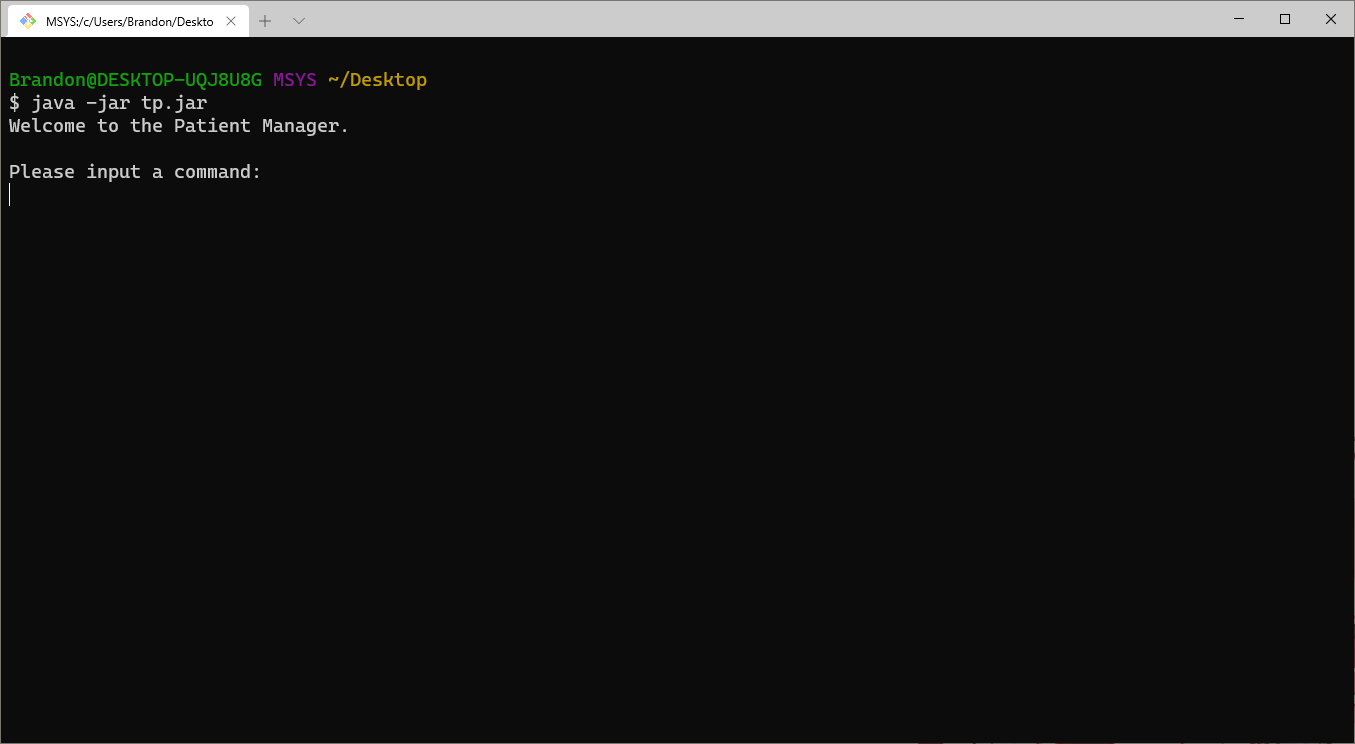 MSYS:/c/Users/Brandon/Deskto
Brandon@DESKTOP-UQJ8U8G MSYS ~/Desktop
$ java -jar tp.jar
Welcome to the Patient Manager.
Please input a command: